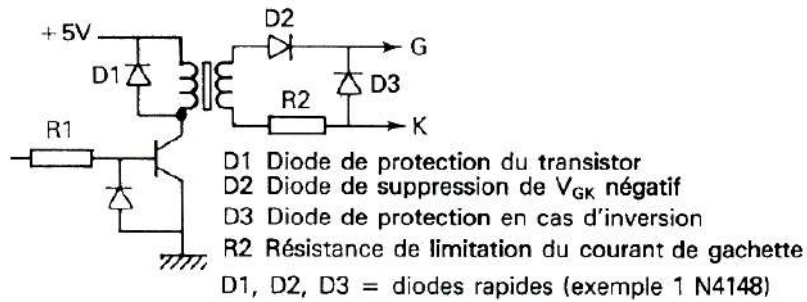 D2
+5V
G
D1
D3
R2
R1
K
D1 Diode de protection du transistor
D2 Diode de suppression de VGK négatif
D3 Diode de protection en cas d'inversion
R2 Résistance de limitation du courant de gachette
D1, D2, D3 = diodes rapides (exemple 1 N4148)